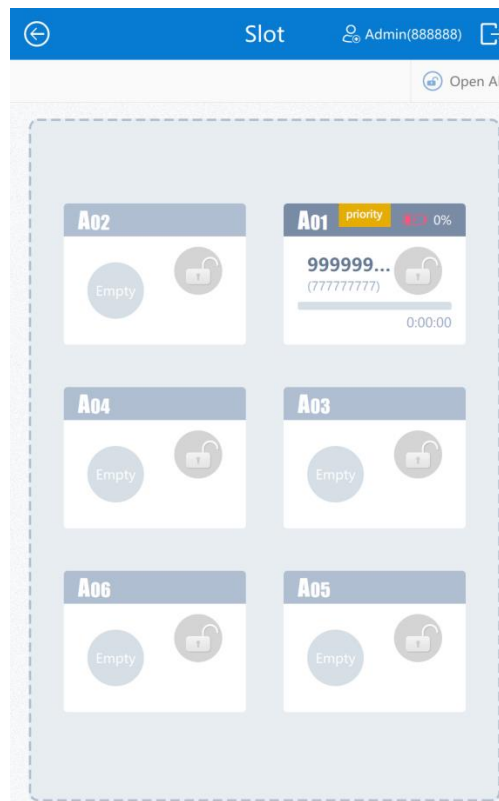 Slot
Admin(888888)
Open A
A02
Empty
A01
priority
0%
999999...
(777777777)
0:00:00
A04
Empty
A03
Empty
A06
Empty
A05
Empty